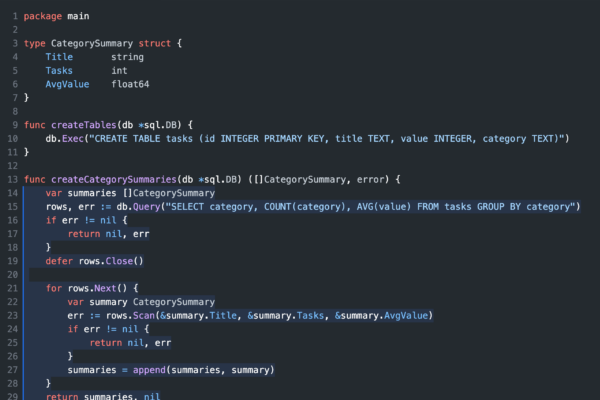 1 package main
2
3 type CategorySummary struct {
4     Title       string
5     Tasks       int
6     AvgValue    float64
7 }
8
9 func createTables(db *sql.DB) {
10     db.Exec("CREATE TABLE tasks (id INTEGER PRIMARY KEY, title TEXT, value INTEGER, category TEXT)")
11 }
12
13 func createCategorySummaries(db *sql.DB) ([]CategorySummary, error) {
14     var summaries []CategorySummary
15     rows, err := db.Query("SELECT category, COUNT(category), AVG(value) FROM tasks GROUP BY category")
16     if err != nil {
17         return nil, err
18     }
19     defer rows.Close()
20
21     for rows.Next() {
22         var summary CategorySummary
23         err := rows.Scan(&summary.Title, &summary.Tasks, &summary.AvgValue)
24         if err != nil {
25             return nil, err
26         }
27         summaries = append(summaries, summary)
28     }
29     return summaries, nil